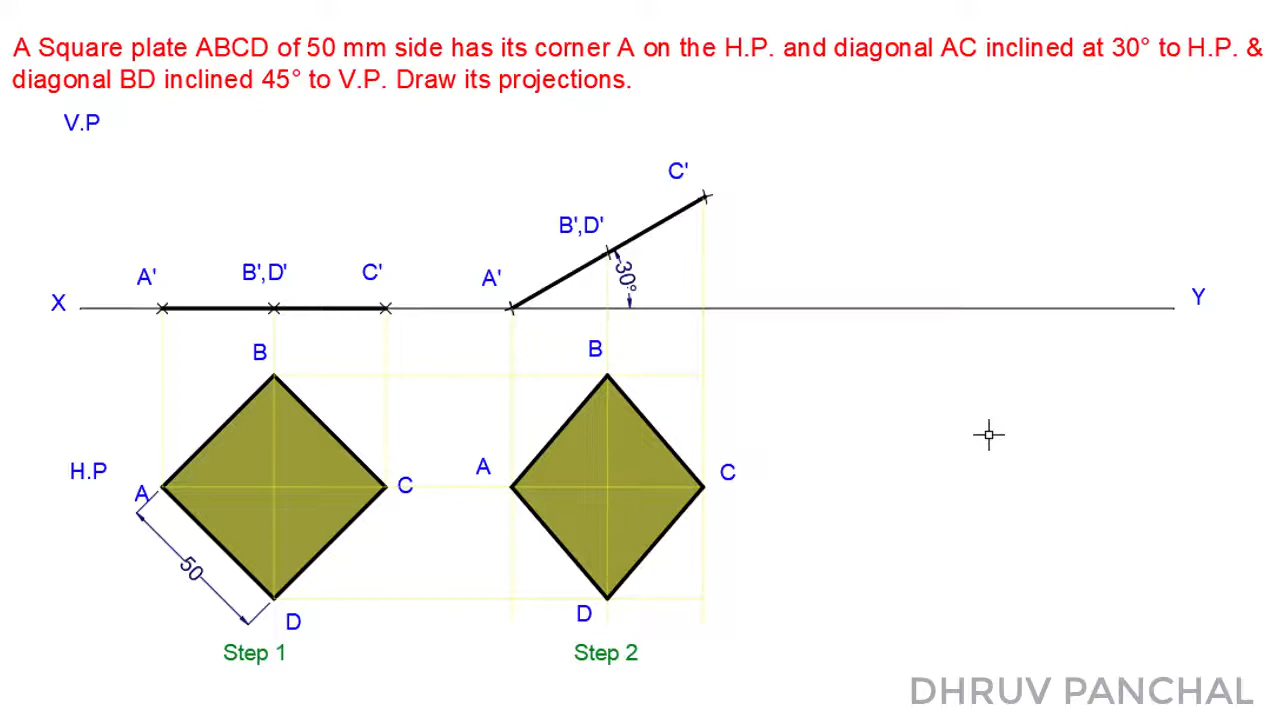 A Square plate ABCD of 50 mm side has its corner A on the H.P. and diagonal AC inclined at 30° to H.P. &
diagonal BD inclined 45° to V.P. Draw its projections.
V.P
C'
B',D'
A' B',D' C' A' 30°
X Y
B B
H.P A C A C
50
D D
Step 1 Step 2
DHRUV PANCHAL